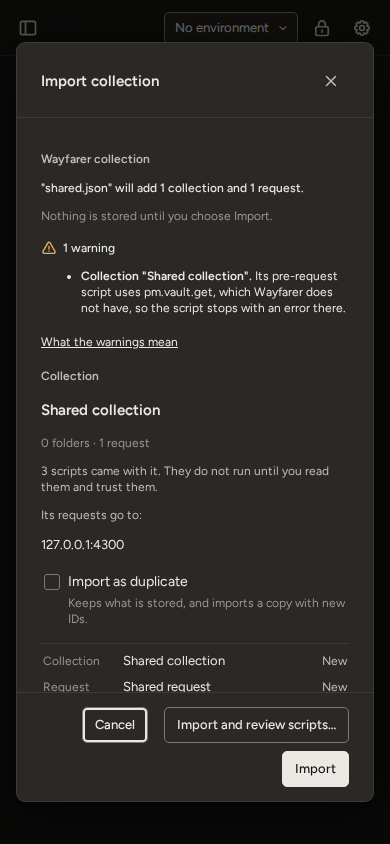 No environment
Import collection
Wayfarer collection
"shared.json" will add 1 collection and 1 request.
Nothing is stored until you choose Import.
1 warning
• Collection "Shared collection". Its pre-request
script uses pm.vault.get, which Wayfarer does
not have, so the script stops with an error there.
What the warnings mean
Collection
Shared collection
0 folders · 1 request
3 scripts came with it. They do not run until you read
them and trust them.
Its requests go to:
127.0.0.1:4300
Import as duplicate
Keeps what is stored, and imports a copy with new
IDs.
Collection Shared collection New
Request Shared request New
Cancel Import and review scripts...
Import